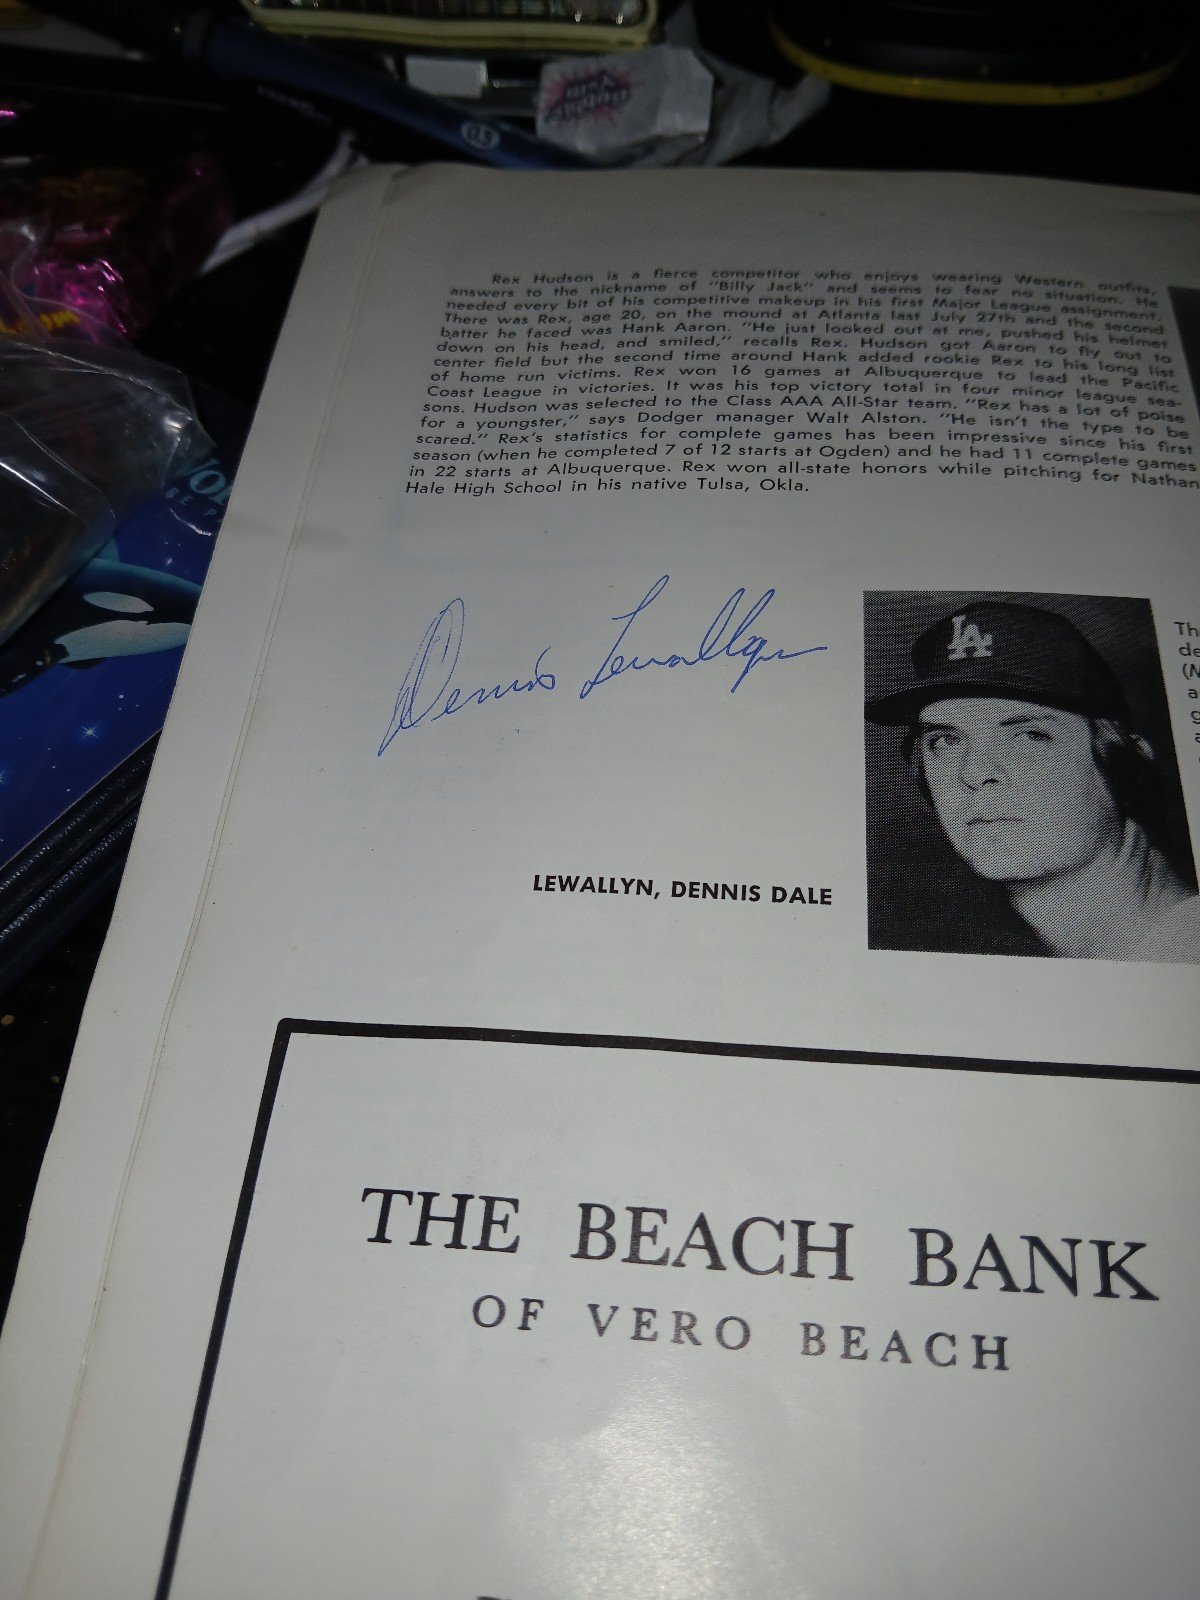 0.5
Rex Hudson is a fierce competitor who enjoys wearing Western outfits,
answers to the nickname of "Billy Jack" and seems to fear no situation. He
needed every bit of his competitive makeup in his first Major League assignment.
There was Rex, age 20, on the mound at Atlanta last July 27th and the second
batter he faced was Hank Aaron. "He just looked out at me, pushed his helmet
down on his head, and smiled," recalls Rex. Hudson got Aaron to fly out to
center field but the second time around Hank added rookie Rex to his long list
of home run victims. Rex won 16 games at Albuquerque to lead the Pacific
Coast League in victories. It was his top victory total in four minor league sea-
sons. Hudson was selected to the Class AAA All-Star team. "Rex has a lot of poise
for a youngster," says Dodger manager Walt Alston. "He isn't the type to be
scared." Rex's statistics for complete games has been impressive since his first
season (when he completed 7 of 12 starts at Ogden) and he had 11 complete games
in 22 starts at Albuquerque. Rex won all-state honors while pitching for Nathan
Hale High School in his native Tulsa, Okla.
Dennis Lewallyn
LA
LEWALLYN, DENNIS DALE
THE BEACH BANK
OF VERO BEACH